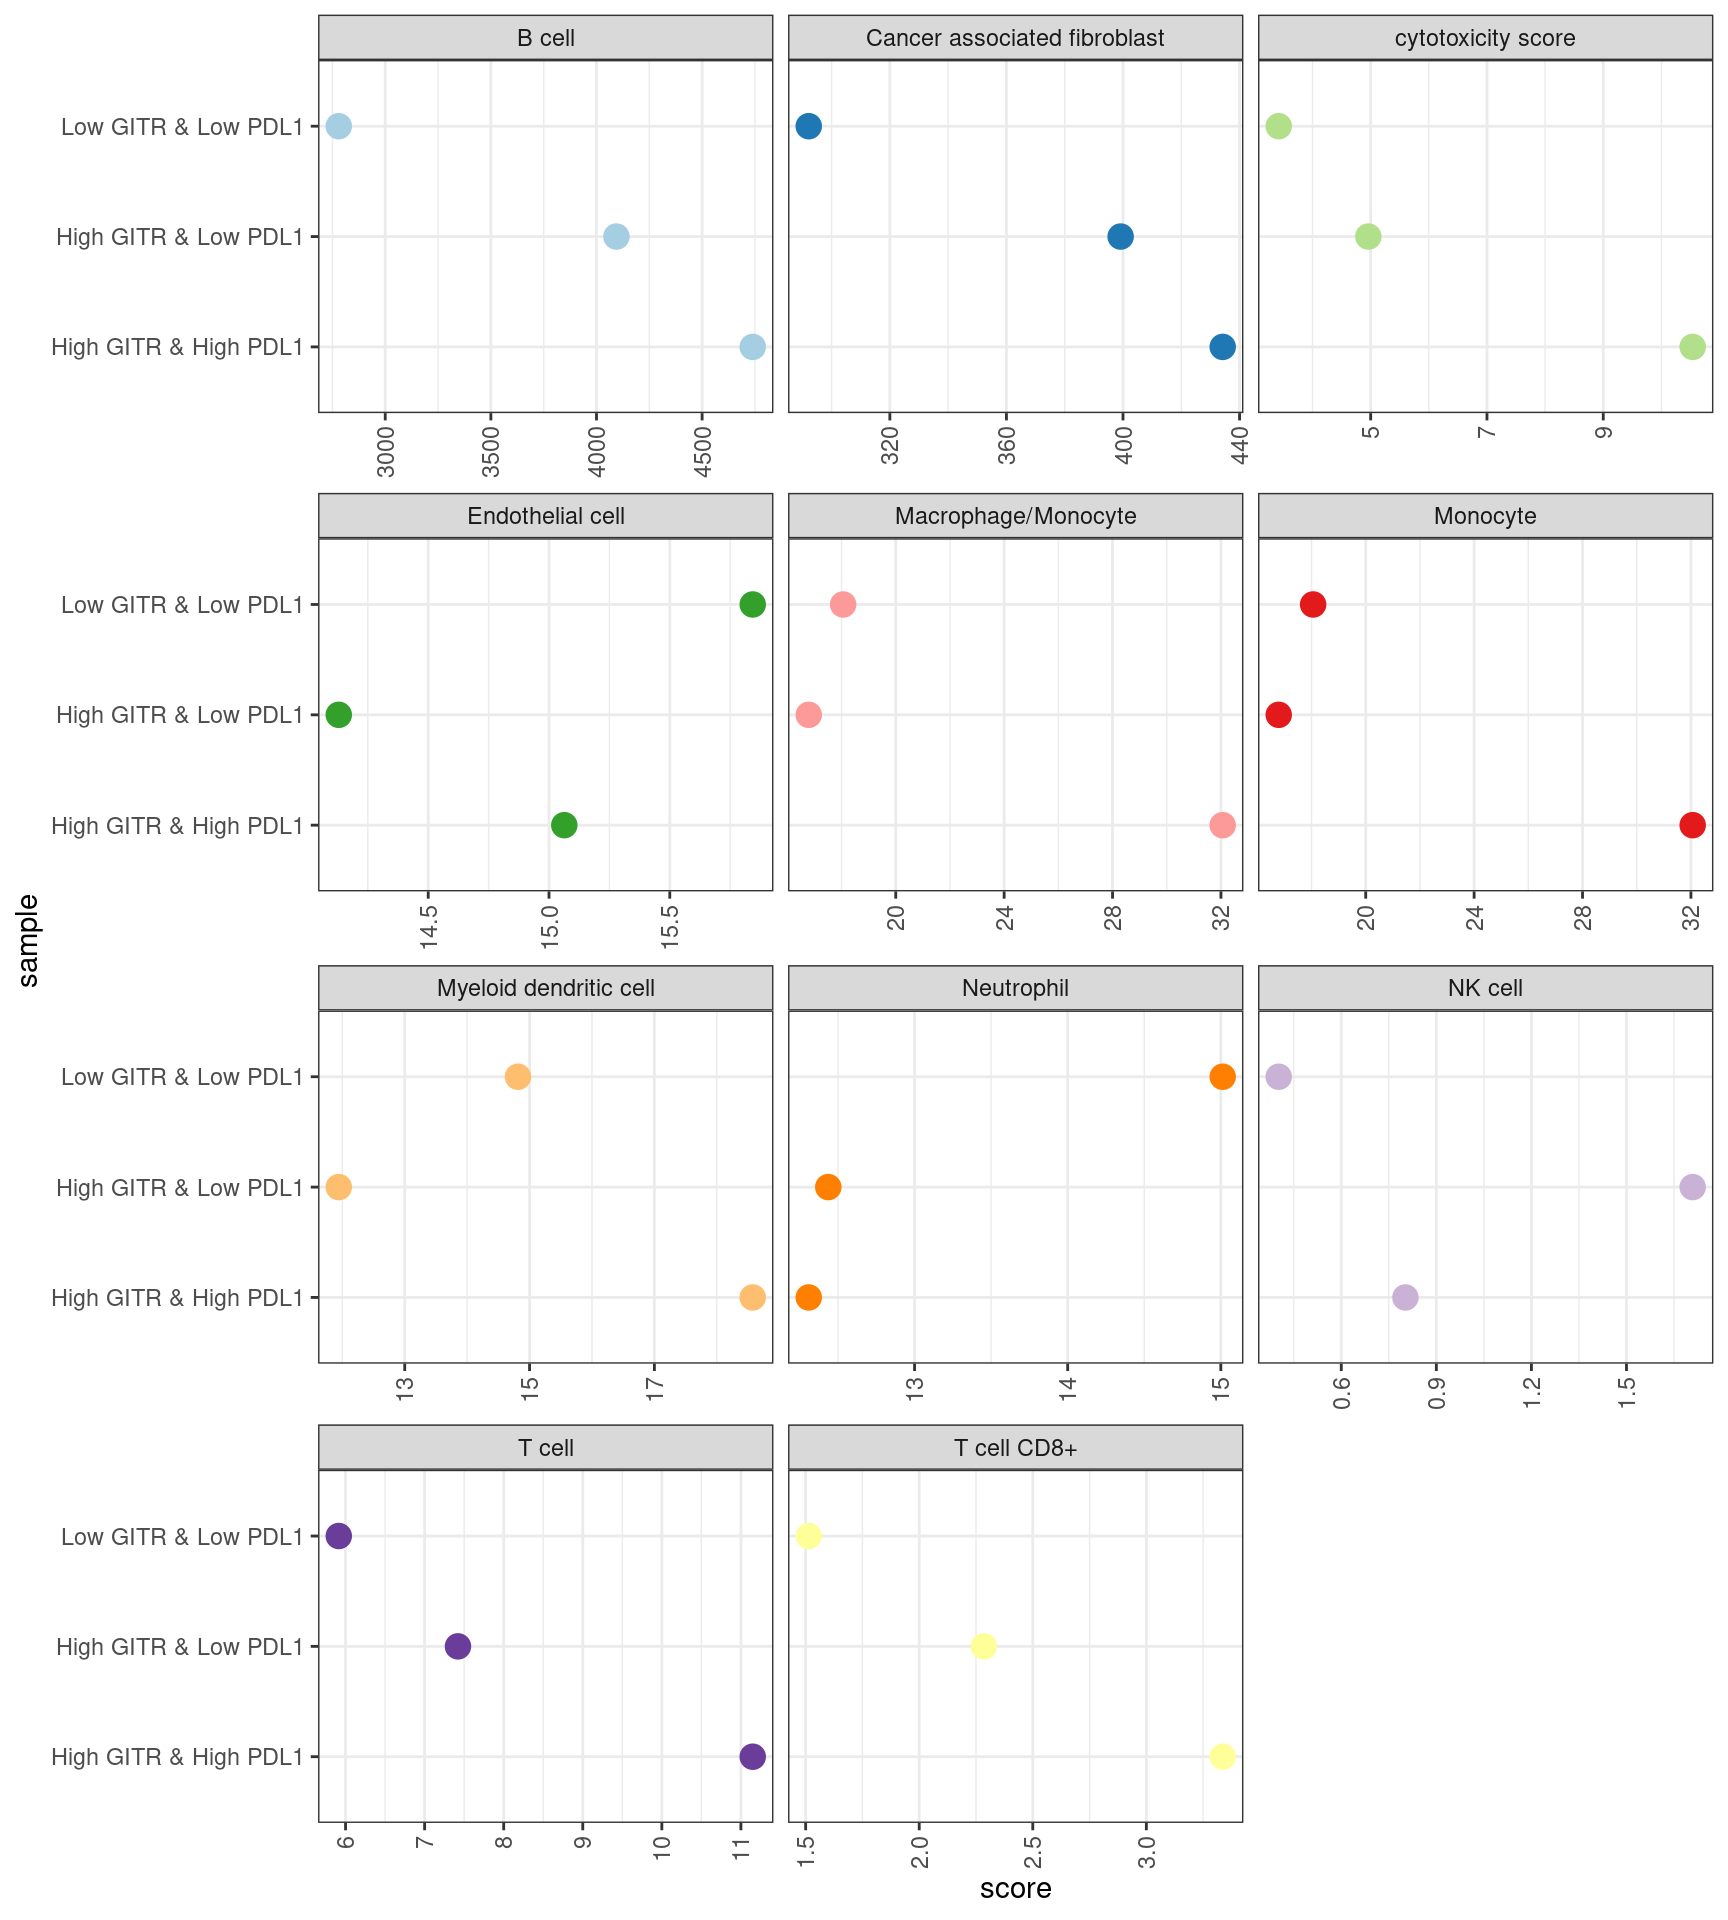 B cell
Cancer associated fibroblast
cytotoxicity score
Low GITR & Low PDL1
High GITR & Low PDL1
High GITR & High PDL1
3000 3500 4000 4500
320 360 400 440
5 7 9
Endothelial cell
Macrophage/Monocyte
Monocyte
Low GITR & Low PDL1
High GITR & Low PDL1
High GITR & High PDL1
14.5 15.0 15.5
20 24 28 32
20 24 28 32
sample
Myeloid dendritic cell
Neutrophil
NK cell
Low GITR & Low PDL1
High GITR & Low PDL1
High GITR & High PDL1
13 15 17
13 14 15
0.6 0.9 1.2 1.5
T cell
T cell CD8+
Low GITR & Low PDL1
High GITR & Low PDL1
High GITR & High PDL1
6 7 8 9 10 11
1.5 2.0 2.5 3.0
score